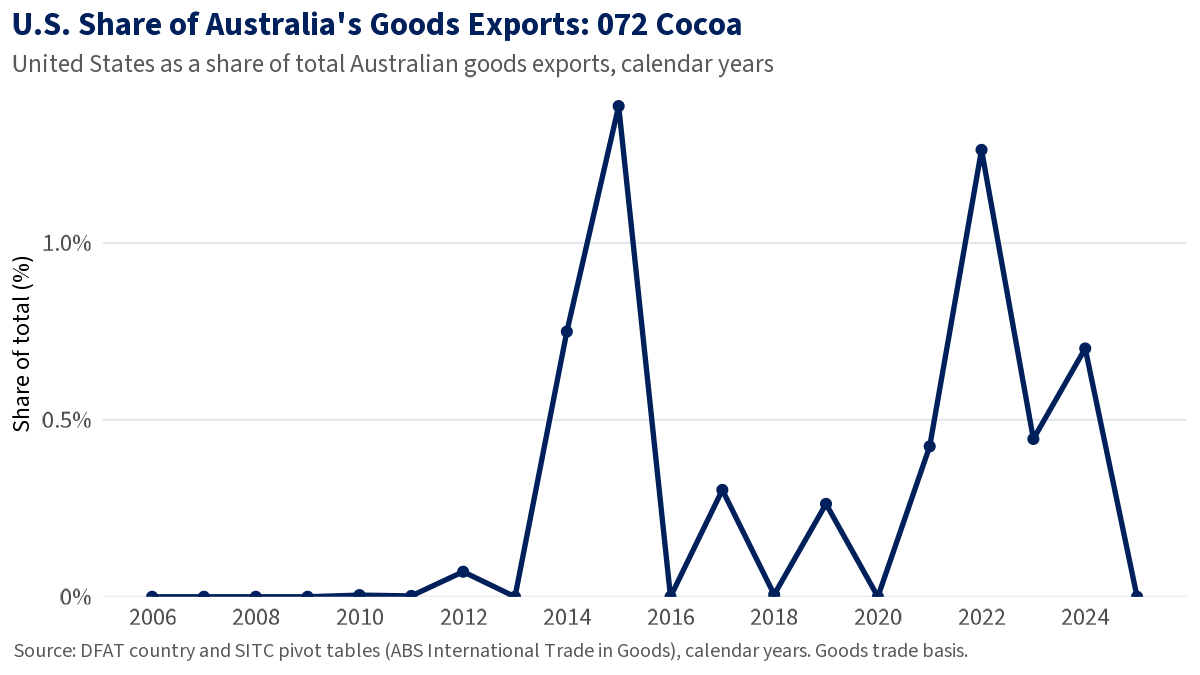 U.S. Share of Australia's Goods Exports: 072 Cocoa
United States as a share of total Australian goods exports, calendar years
Share of total (%)
1.0%
0.5%
0%
2006 2008 2010 2012 2014 2016 2018 2020 2022 2024
Source: DFAT country and SITC pivot tables (ABS International Trade in Goods), calendar years. Goods trade basis.